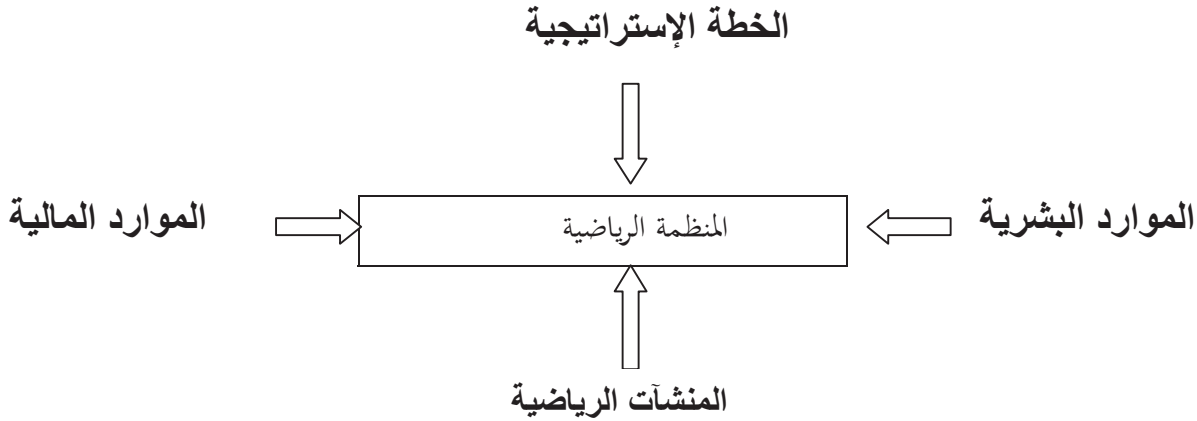 الخطة الإستراتيجية
الموارد البشرية
المنظمة الرياضية
الموارد المالية
المنشآت الرياضية